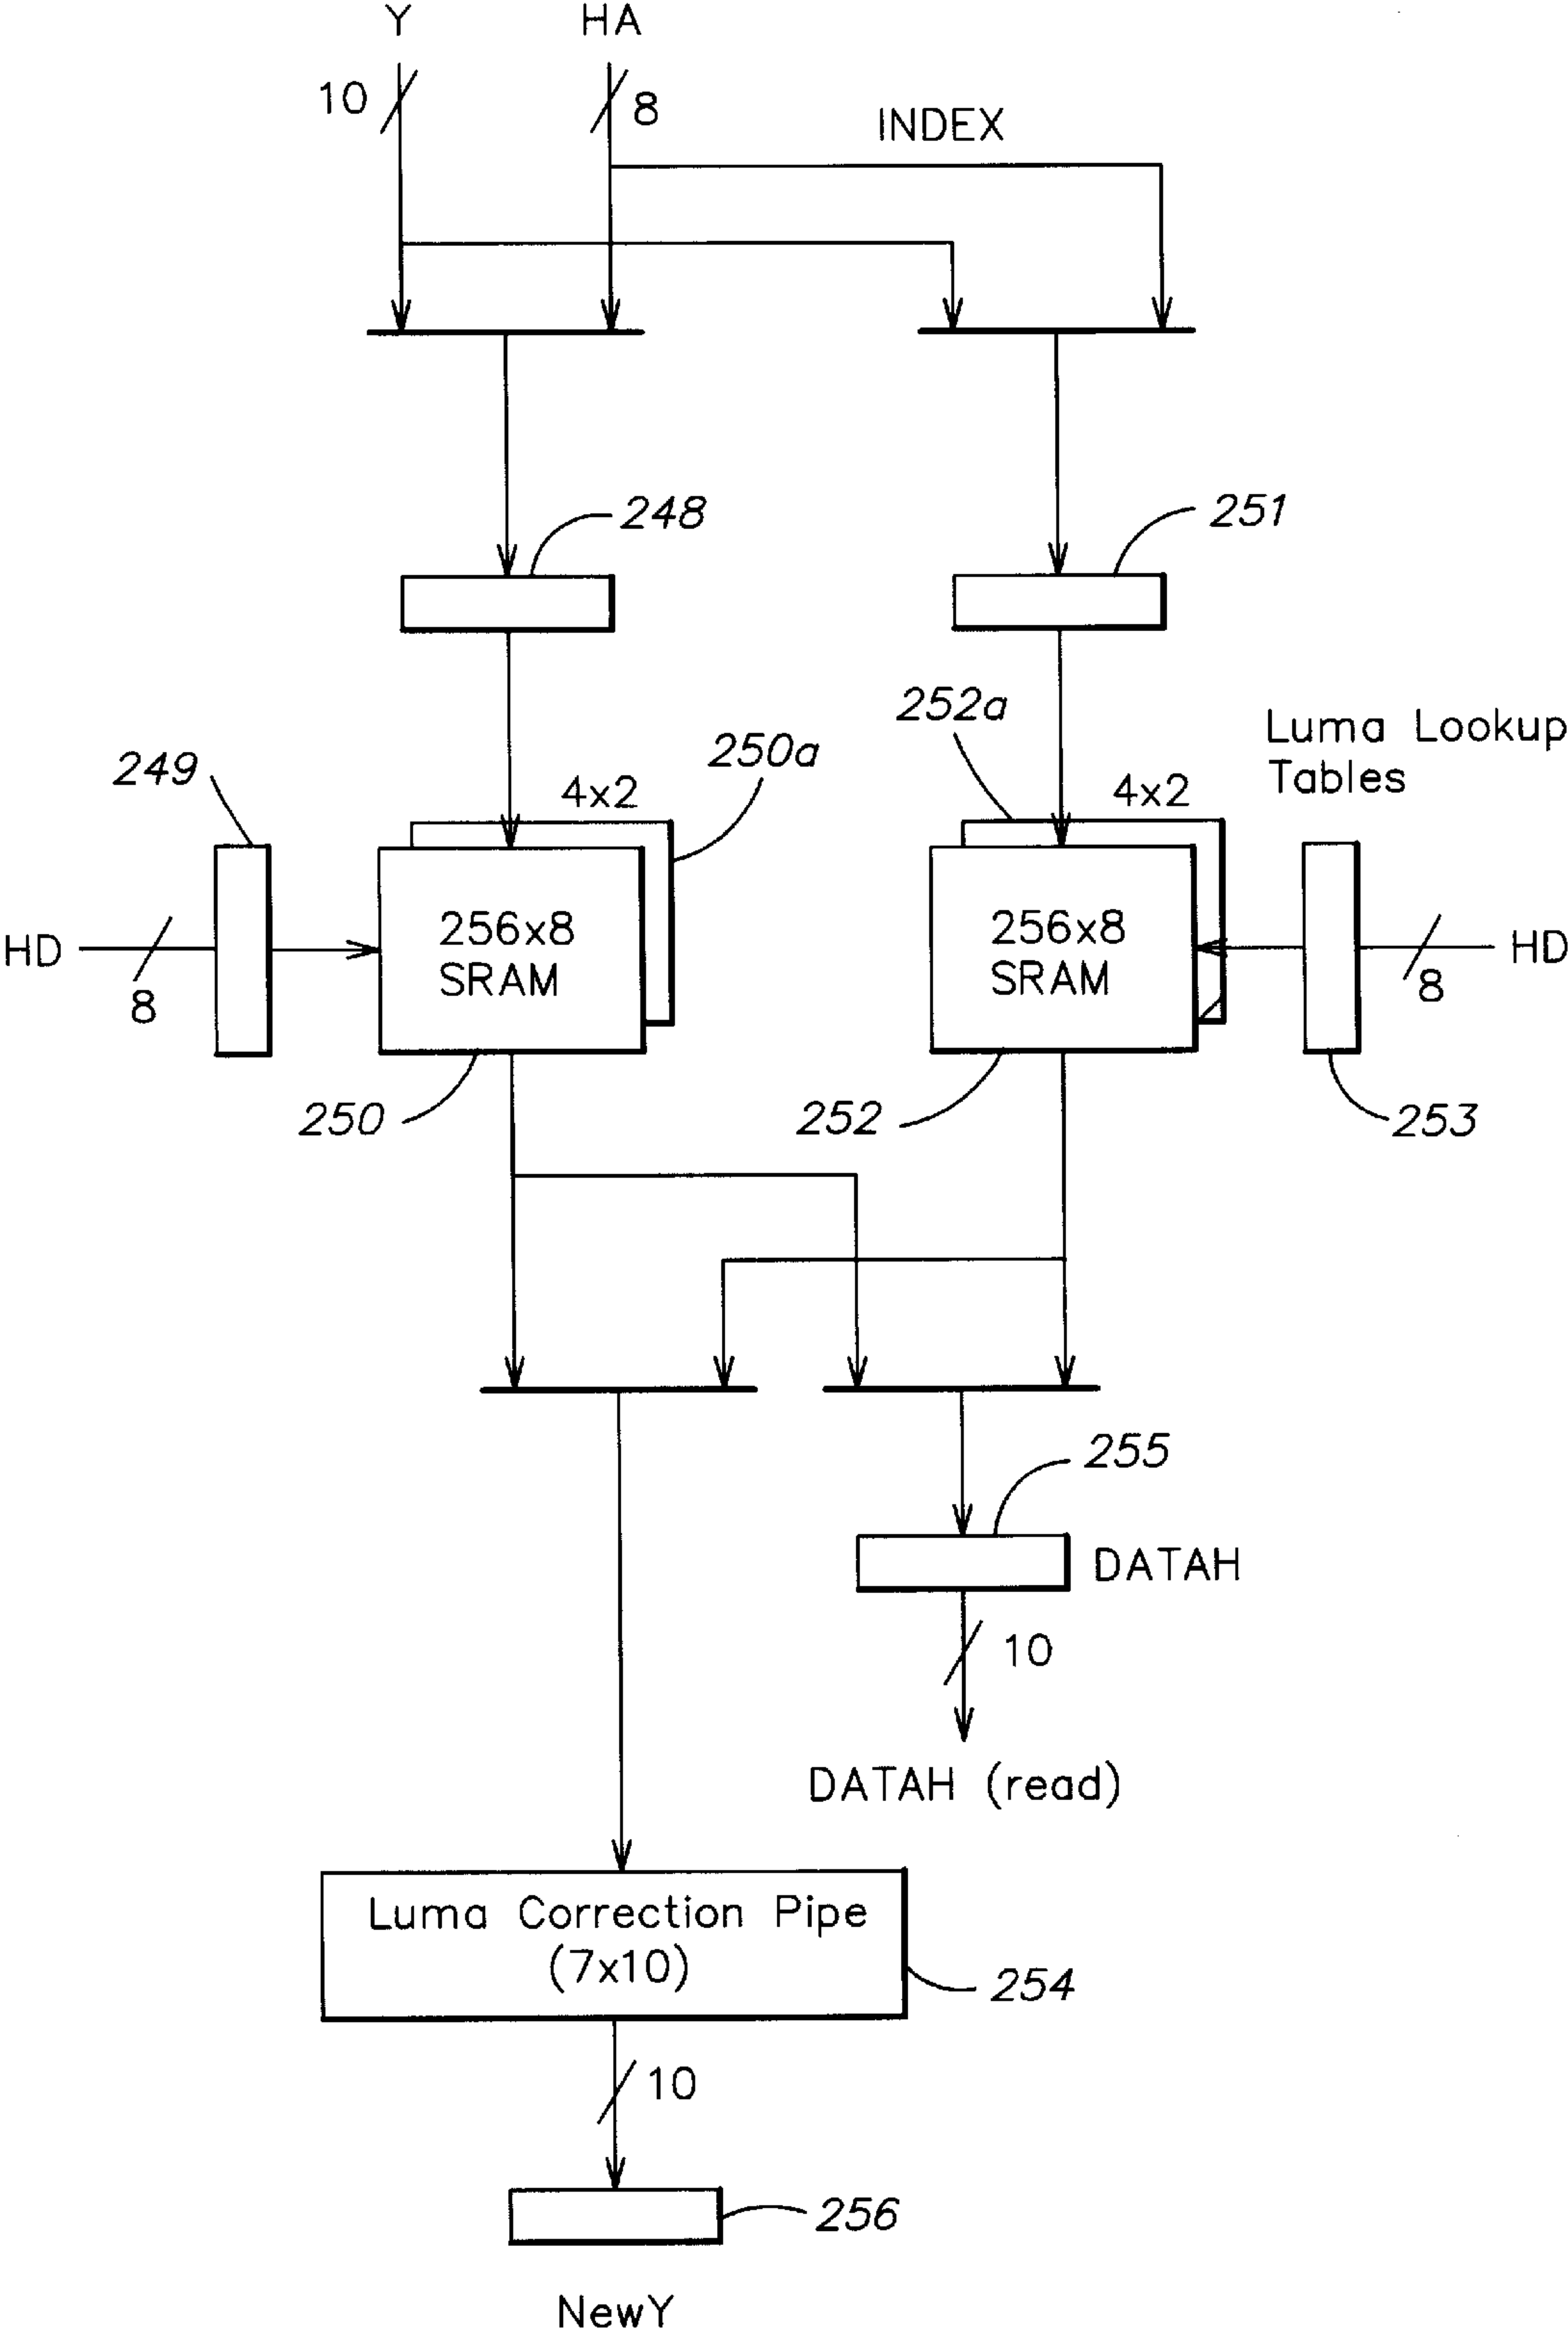 Y
HA
10
8
INDEX
248
251
252a
Luma Lookup
Tables
249
250a
4x2
4x2
256x8
SRAM
256x8
SRAM
HD
8
HD
8
250
252
253
255
DATAH
10
DATAH (read)
Luma Correction Pipe
(7x10)
254
10
256
NewY